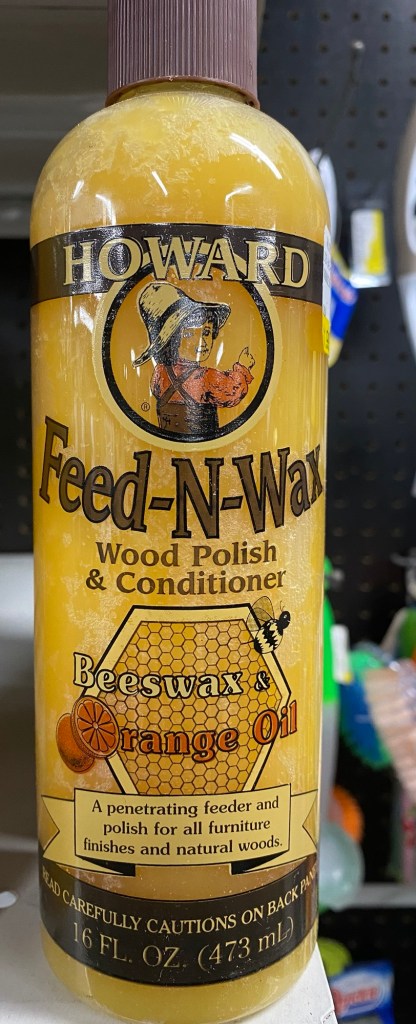 HOWARD
®
Feed-N-Wax
Wood Polish
& Conditioner
Beeswax &
Orange Oil
A penetrating feeder and
polish for all furniture
finishes and natural woods.
READ CAREFULLY CAUTIONS ON BACK PAN
16 FL. OZ. (473 mL)